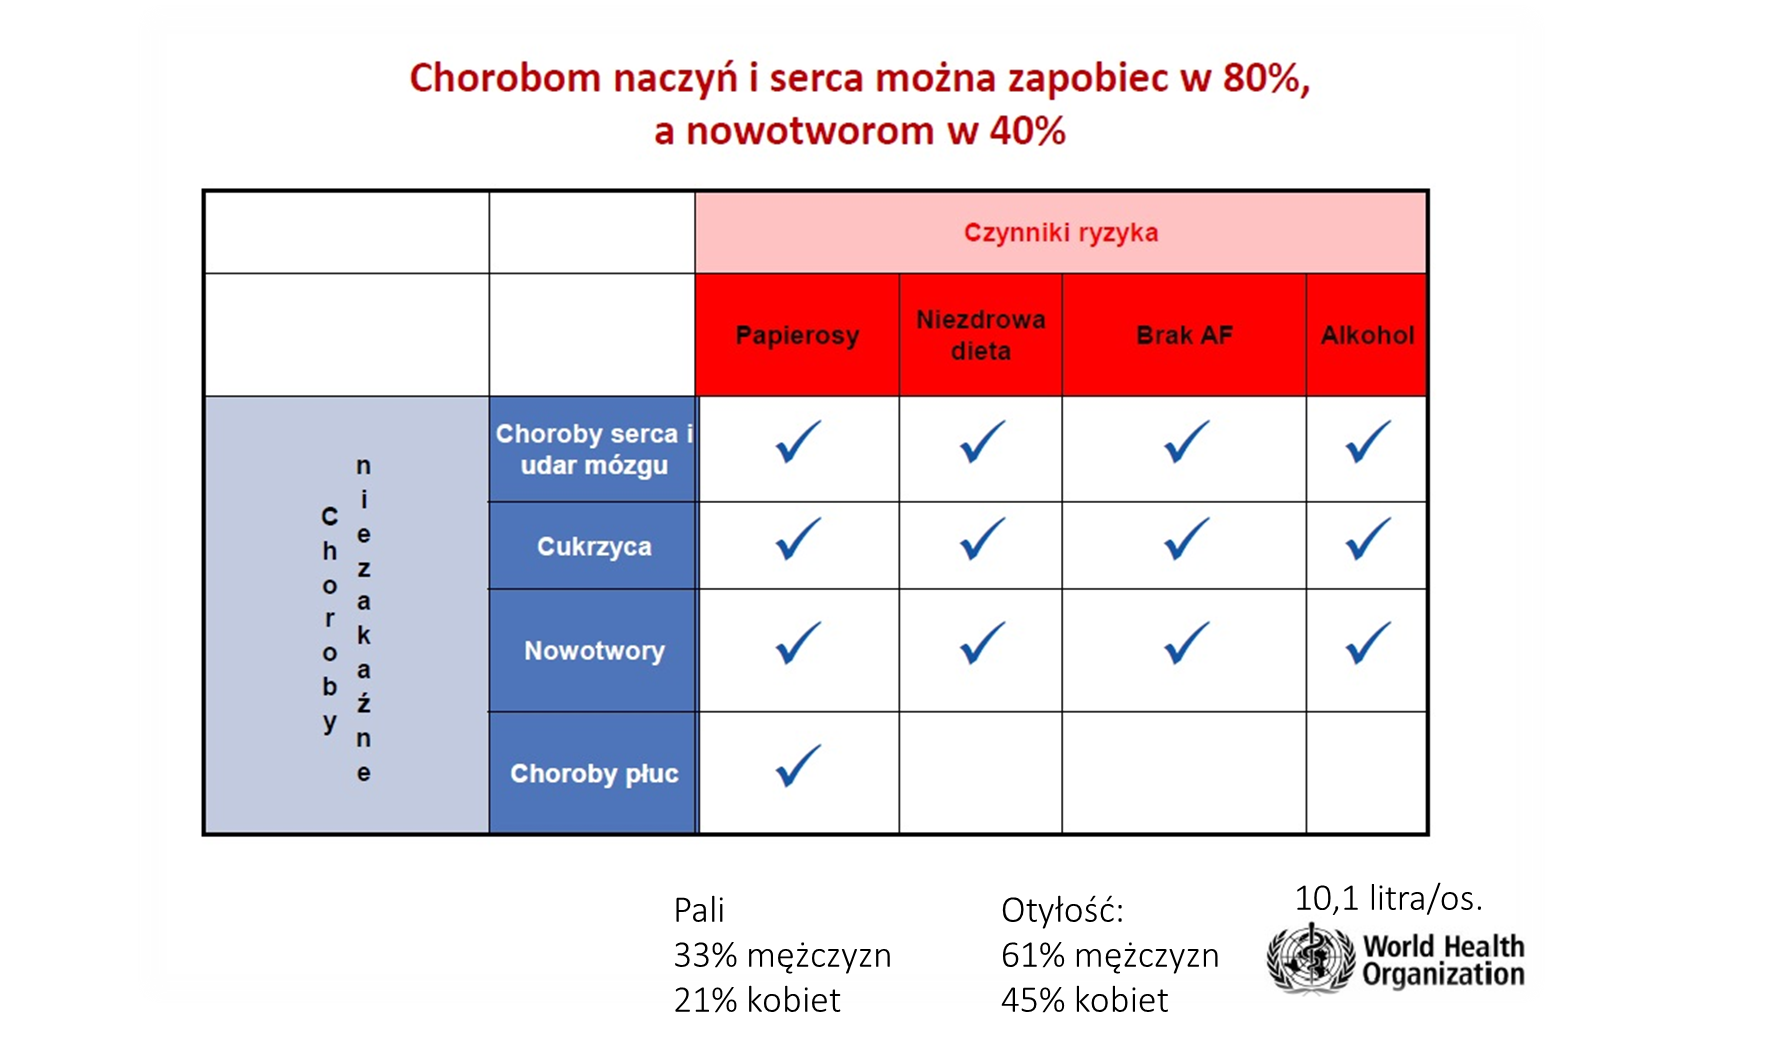 Chorobom naczyń i serca można zapobiec w 80%,
a nowotworom w 40%
Czynniki ryzyka
Papierosy
Niezdrowa
dieta
Brak AF
Alkohol
Choroby
niezakaźne
Choroby serca i
udar mózgu
Cukrzyca
Nowotwory
Choroby płuc
Pali
33% mężczyzn
21% kobiet
Otyłość:
61% mężczyzn
45% kobiet
10,1 litra/os.
World Health
Organization